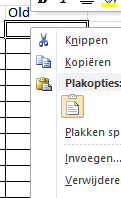 Old
Knippen
Kopiëren
Plakopties:
Plakken sp
Invoegen...
Verwijdere